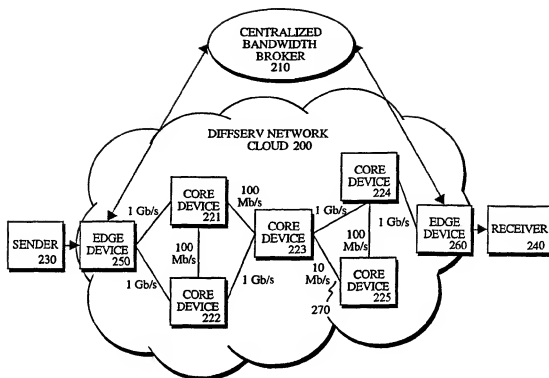 CENTRALIZED
BANDWIDTH
BROKER
210
DIFFSERV NETWORK
CLOUD 200
CORE
DEVICE
221
100
Mb/s
CORE
DEVICE
224
1 Gb/s
1 Gb/s
1 Gb/s
SENDER
230
EDGE
DEVICE
250
100
Mb/s
CORE
DEVICE
223
100
Mb/s
EDGE
DEVICE
260
RECEIVER
240
1 Gb/s
1 Gb/s
10
Mb/s
CORE
DEVICE
222
CORE
DEVICE
225
270